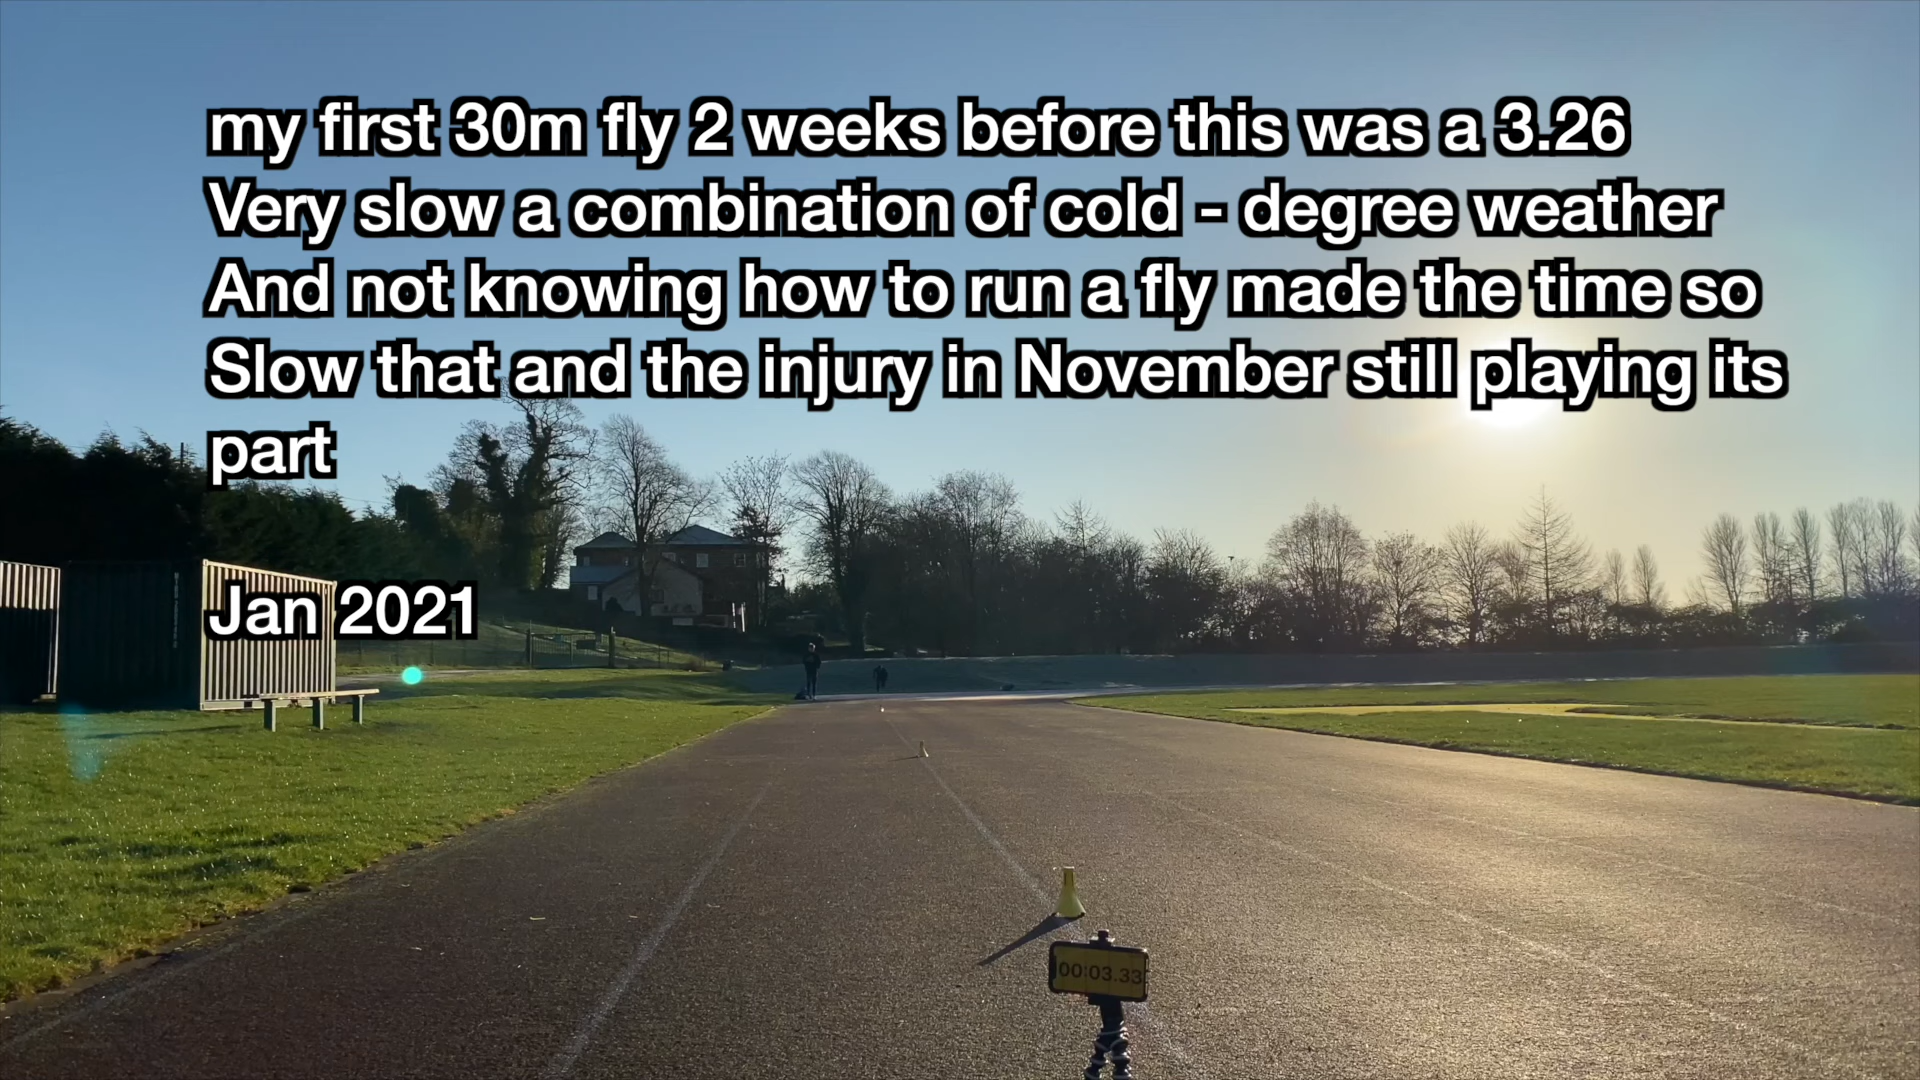 my first 30m fly 2 weeks before this was a 3.26
Very slow a combination of cold - degree weather
And not knowing how to run a fly made the time so
Slow that and the injury in November still playing its
part
Jan 2021
00:03.33